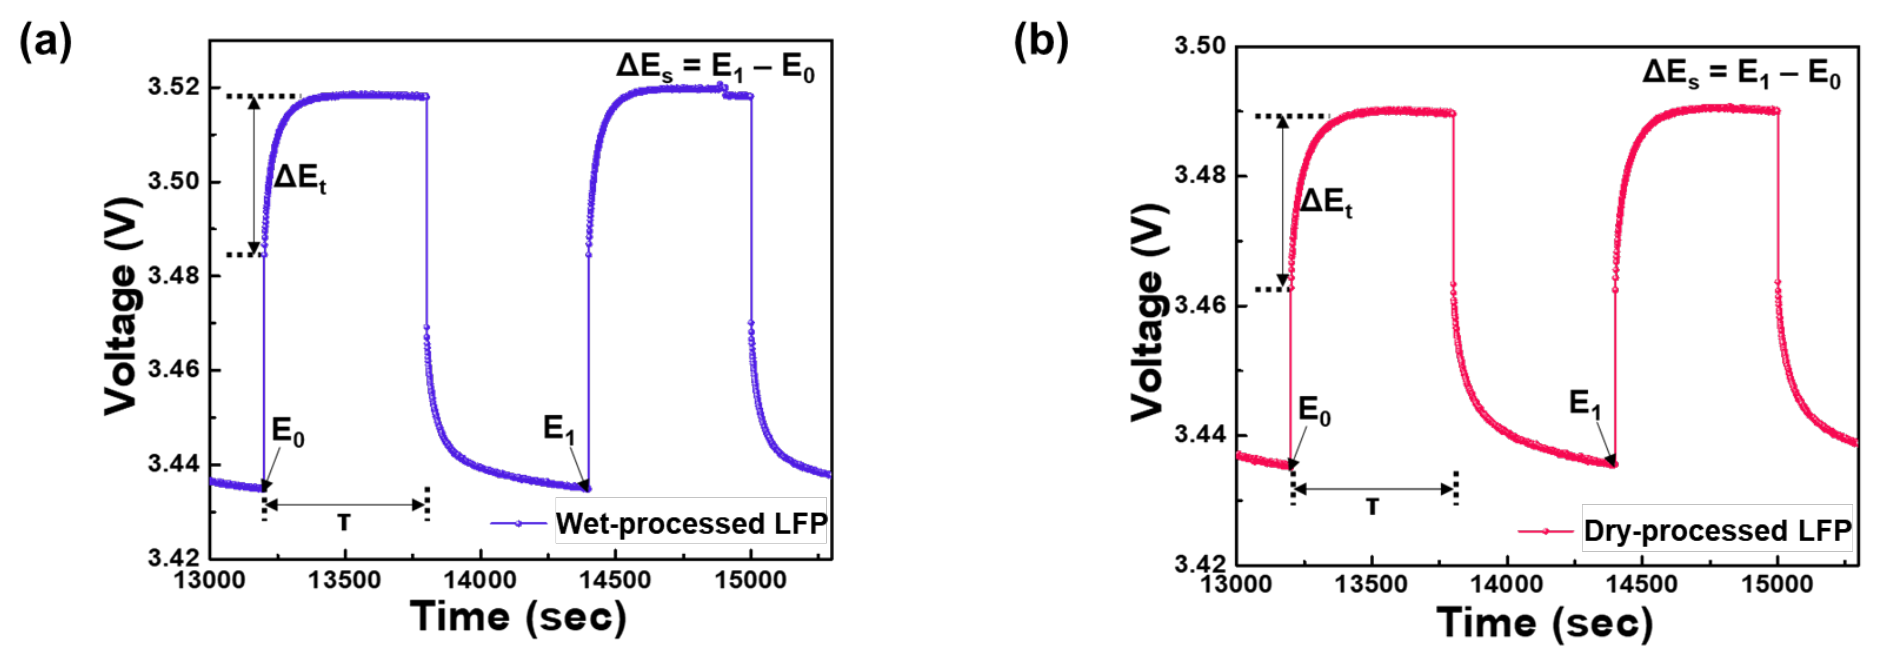 (a)
ΔEs = E1 – E0
3.52
3.50
3.48
3.46
3.44
3.42
Voltage (V)
ΔEt
E0
E1
τ
Wet-processed LFP
13000 13500 14000 14500 15000
Time (sec)
(b)
ΔEs = E1 – E0
3.50
3.48
3.46
3.44
3.42
Voltage (V)
ΔEt
E0
E1
τ
Dry-processed LFP
13000 13500 14000 14500 15000
Time (sec)